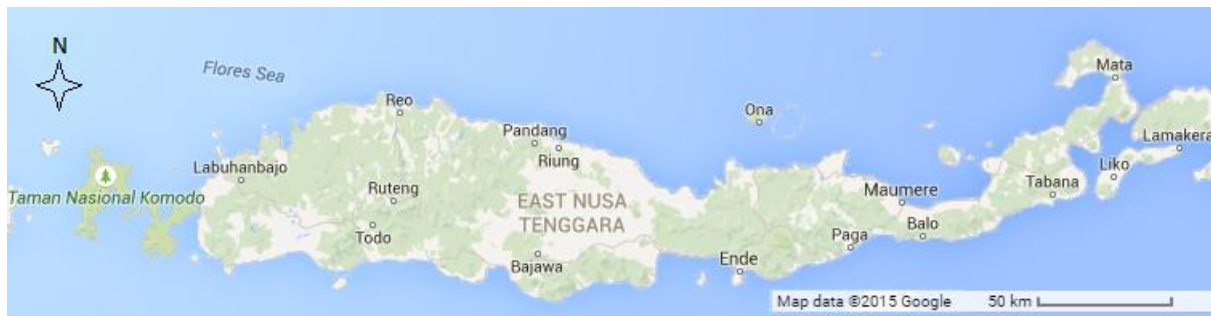 N
Flores Sea
Mata
Reo
Ona
Pandang
Riung
Lamakera
Labuhanbajo
Liko
Taman Nasional Komodo
Ruteng
Maumere
Tabana
EAST NUSA
TENGGARA
Todo
Balo
Paga
Ende
Bajawa
Map data ©2015 Google 50 km